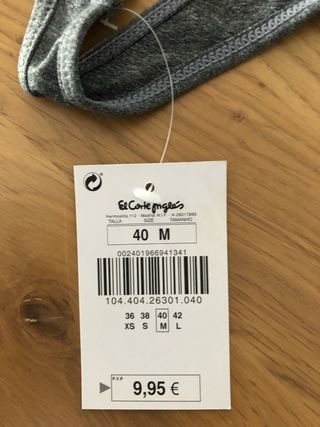 El Corte Inglés
Hermosilla, 112 - Madrid N.I.F.: A-28017895
TALLA SIZE TAMANHO
40 M
002401966941341
104.404.26301.040
36 38 40 42
XS S M L
P.V.P
9,95 €